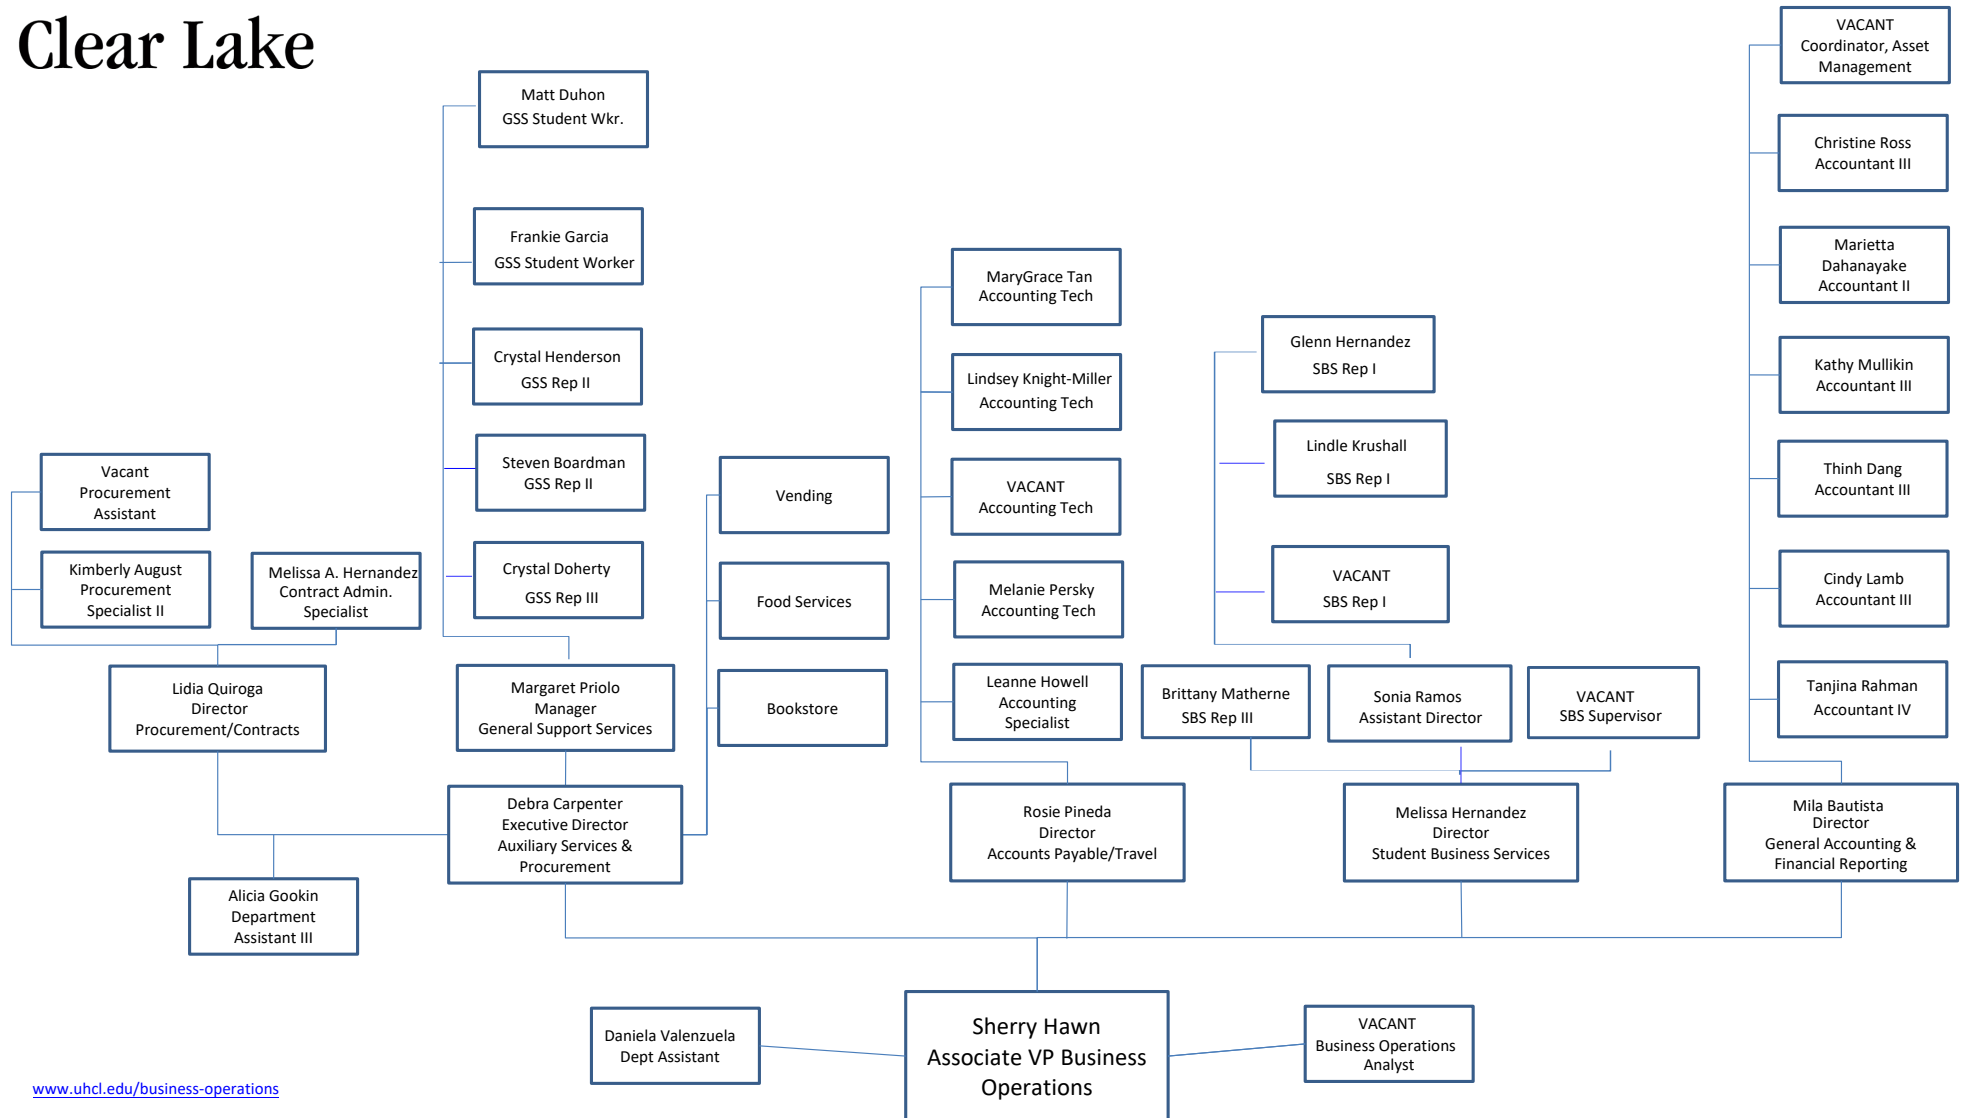 Clear Lake
VACANT
Coordinator, Asset
Management
Matt Duhon
GSS Student Wkr.
Christine Ross
Accountant III
Frankie Garcia
GSS Student Worker
Marietta
Dahanayake
Accountant II
MaryGrace Tan
Accounting Tech
Glenn Hernandez
SBS Rep I
Crystal Henderson
GSS Rep II
Lindsey Knight-Miller
Accounting Tech
Kathy Mullikin
Accountant III
Lindle Krushall
SBS Rep I
Steven Boardman
GSS Rep II
Thinh Dang
Accountant III
Vacant
Procurement
Assistant
Vending
VACANT
Accounting Tech
Kimberly August
Procurement
Specialist II
Melissa A. Hernandez
Contract Admin.
Specialist
Crystal Doherty
GSS Rep III
Food Services
Melanie Persky
Accounting Tech
VACANT
SBS Rep I
Cindy Lamb
Accountant III
Lidia Quiroga
Director
Procurement/Contracts
Margaret Priolo
Manager
General Support Services
Bookstore
Leanne Howell
Accounting
Specialist
Brittany Matherne
SBS Rep III
Sonia Ramos
Assistant Director
VACANT
SBS Supervisor
Tanjina Rahman
Accountant IV
Debra Carpenter
Executive Director
Auxiliary Services &
Procurement
Rosie Pineda
Director
Accounts Payable/Travel
Melissa Hernandez
Director
Student Business Services
Mila Bautista
Director
General Accounting &
Financial Reporting
Alicia Gookin
Department
Assistant III
Daniela Valenzuela
Dept Assistant
Sherry Hawn
Associate VP Business
Operations
VACANT
Business Operations
Analyst
www.uhcl.edu/business-operations